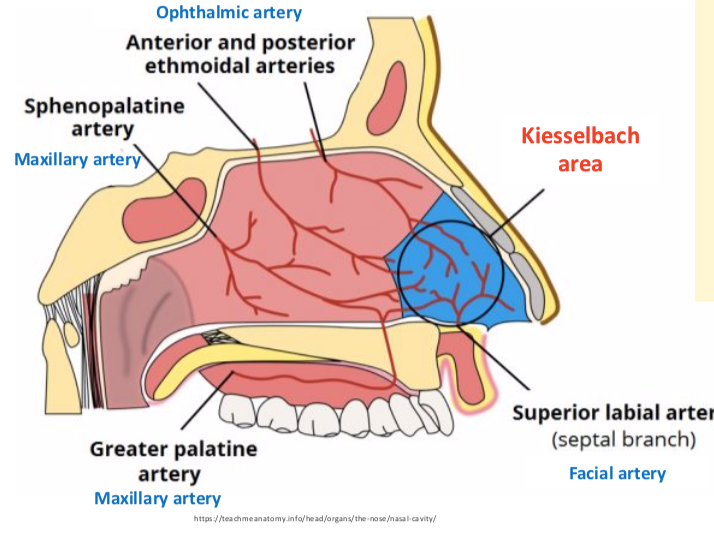 Ophthalmic artery
Anterior and posterior
ethmoidal arteries
Sphenopalatine
artery
Maxillary artery
Kiesselbach
area
Superior labial arter
(septal branch)
Facial artery
Greater palatine
artery
Maxillary artery
https://teachmeanatomy.info/head/organs/the-nose/nasal-cavity/